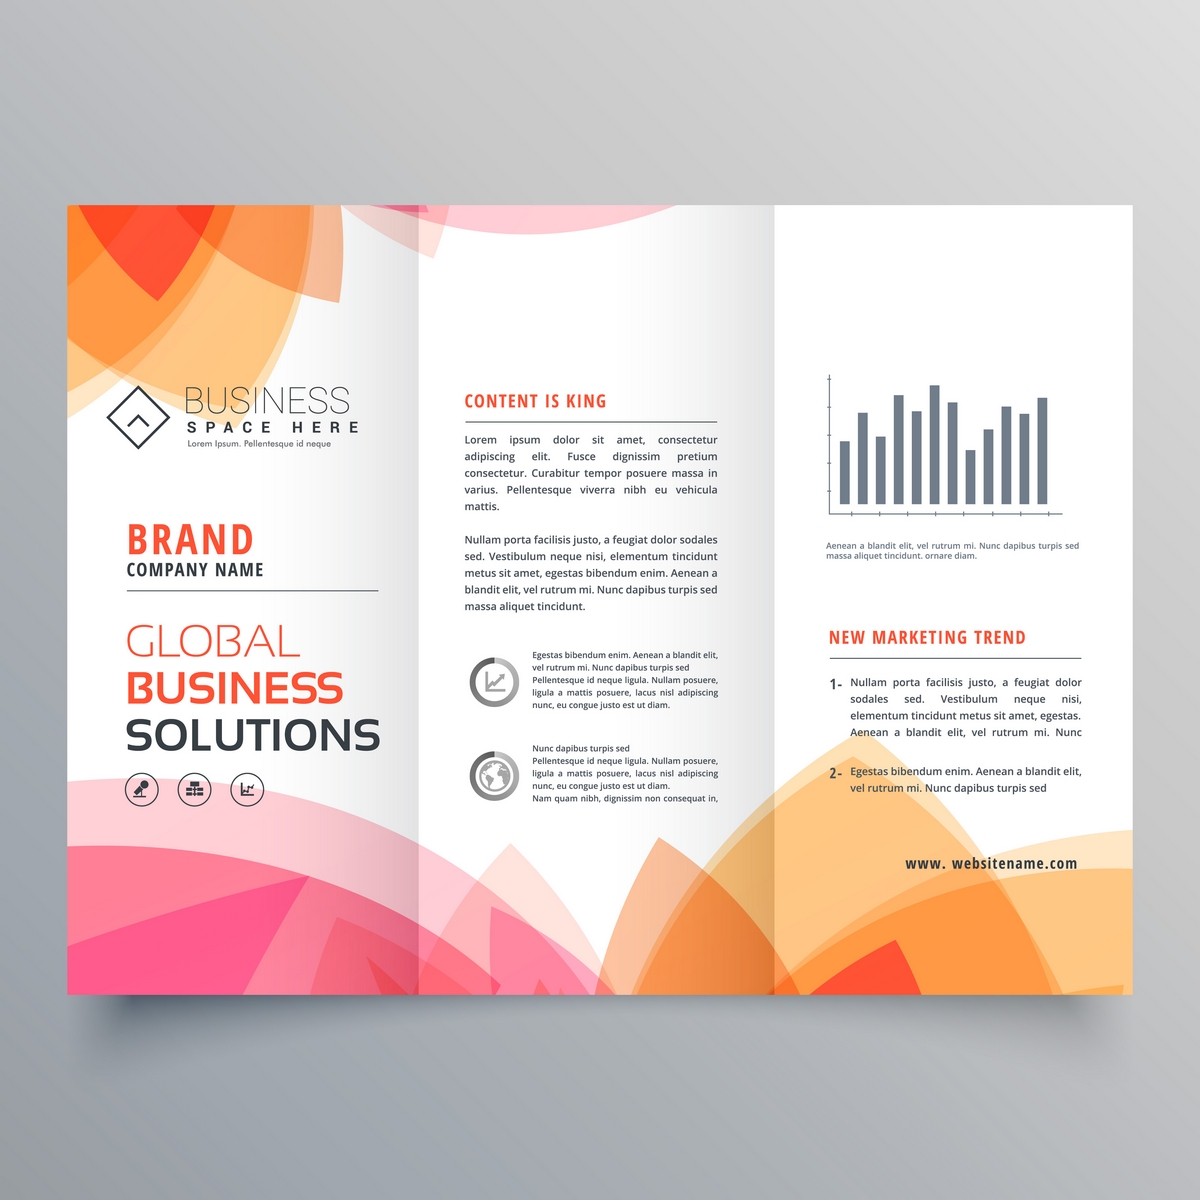 BUSINESS
SPACE HERE
Lorem Ipsum. Pellentesque id neque
BRAND
COMPANY NAME
GLOBAL
BUSINESS
SOLUTIONS
CONTENT IS KING
Lorem ipsum dolor sit amet, consectetur
adipiscing elit. Fusce dignissim pretium
consectetur. Curabitur tempor posuere massa in
varius. Pellentesque viverra nibh eu vehicula
mattis.
Nullam porta facilisis justo, a feugiat dolor sodales
sed. Vestibulum neque nisi, elementum tincidunt
metus sit amet, egestas bibendum enim. Aenean a
blandit elit, vel rutrum mi. Nunc dapibus turpis sed
massa aliquet tincidunt.
Egestas bibendum enim. Aenean a blandit elit,
vel rutrum mi. Nunc dapibus turpis sed
Pellentesque id neque ligula. Nullam posuere,
ligula a mattis posuere, lacus nisl adipiscing
nunc, eu congue justo est ut diam.
Nunc dapibus turpis sed
Pellentesque id neque ligula. Nullam posuere,
ligula a mattis posuere, lacus nisl adipiscing
nunc, eu congue justo est ut diam.
Nam quam nibh, dignissim non consequat in,
Aenean a blandit elit, vel rutrum mi. Nunc dapibus turpis sed
massa aliquet tincidunt. ornare diam.
NEW MARKETING TREND
1- Nullam porta facilisis justo, a feugiat dolor
sodales sed. Vestibulum neque nisi,
elementum tincidunt metus sit amet, egestas.
Aenean a blandit elit, vel rutrum mi. Nunc
2- Egestas bibendum enim. Aenean a blandit elit,
vel rutrum mi. Nunc dapibus turpis sed
www. websitename.com